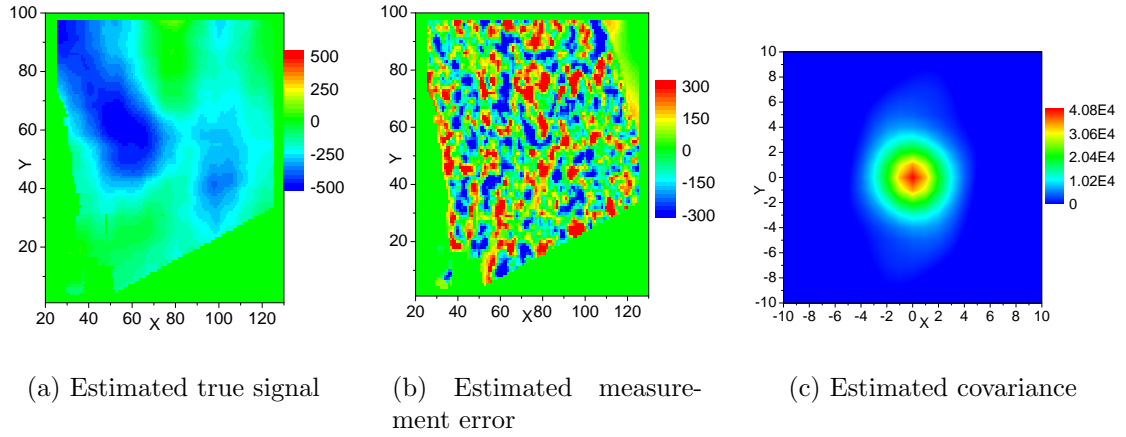 100
80
60
40
20
Y
20 40 60 80 100 120
X
500
250
0
-250
-500
100
80
60
40
20
Y
20 40 60 80 100 120
X
300
150
0
-150
-300
10
8
6
4
2
0
-2
-4
-6
-8
-10
Y
-10 -8 -6 -4 -2 0 2 4 6 8 10
X
4.08E4
3.06E4
2.04E4
1.02E4
0
(a) Estimated true signal
(b) Estimated measure-
ment error
(c) Estimated covariance